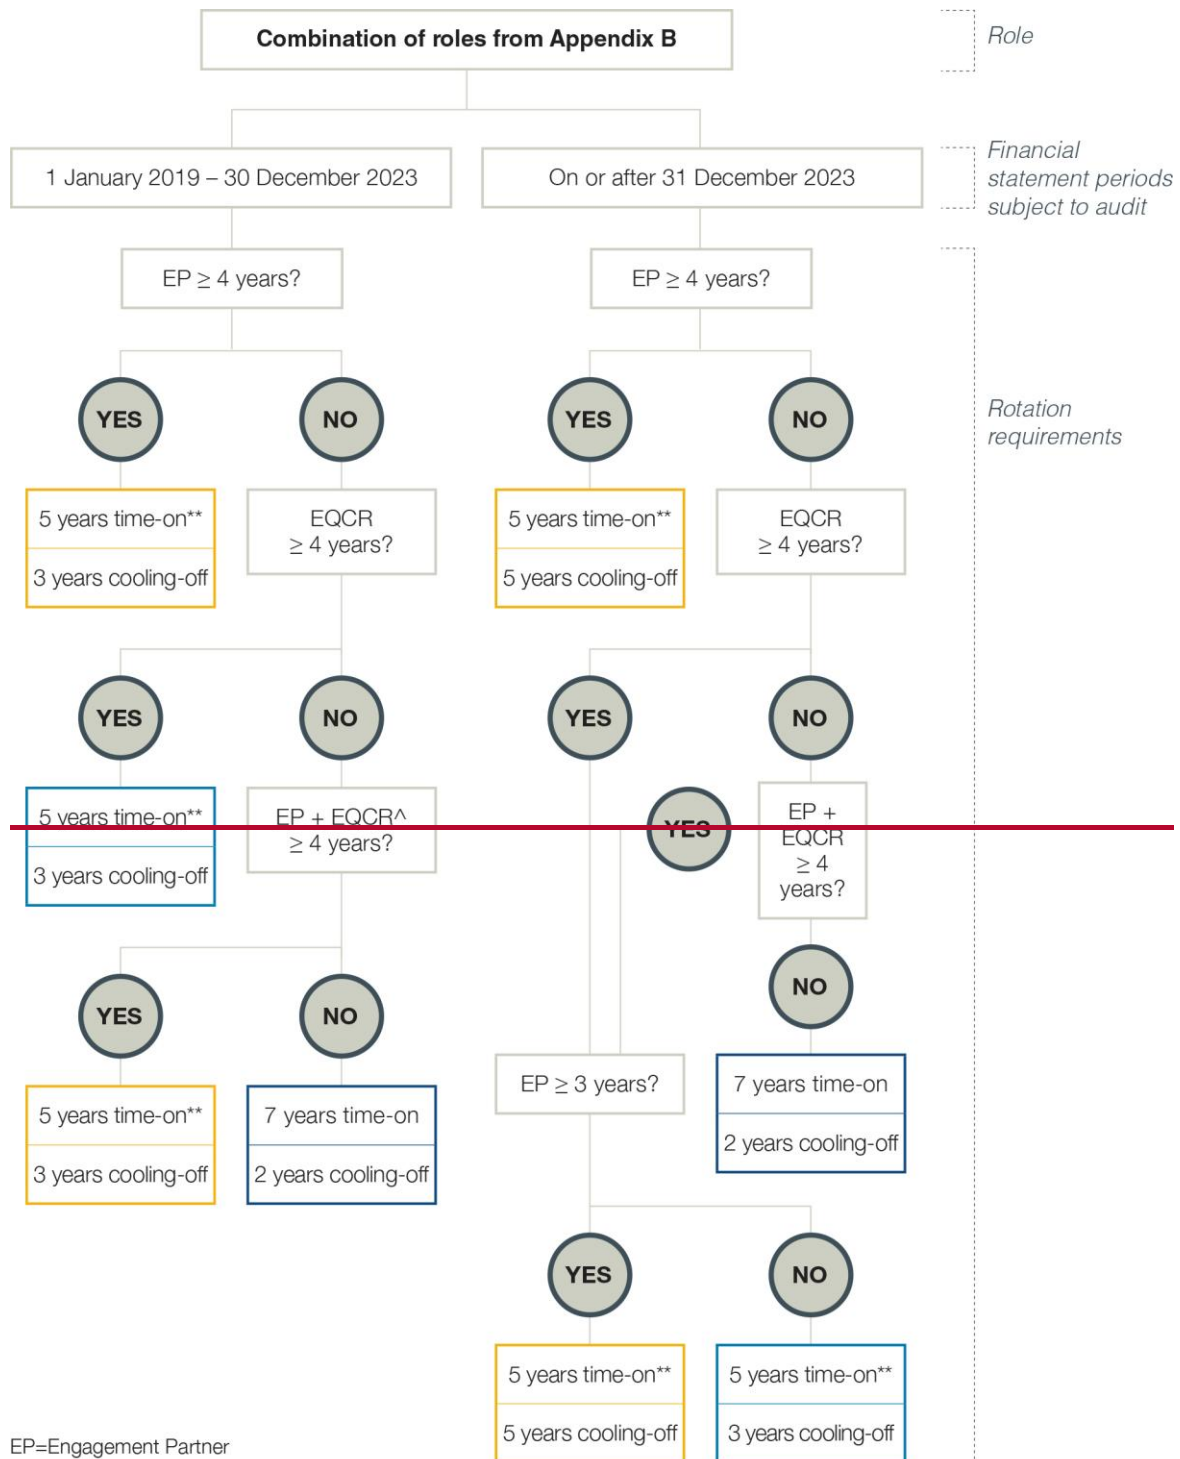 Combination of roles from Appendix B
Role
1 January 2019 – 30 December 2023
On or after 31 December 2023
Financial
statement periods
subject to audit
EP ≥ 4 years?
EP ≥ 4 years?
YES
NO
YES
NO
Rotation
requirements
5 years time-on**
3 years cooling-off
EQCR
≥ 4 years?
5 years time-on**
5 years cooling-off
EQCR
≥ 4 years?
YES
NO
YES
NO
5 years time-on**
3 years cooling-off
EP + EQCR^
≥ 4 years?
YES
EP +
EQCR
≥ 4
years?
YES
NO
NO
5 years time-on**
3 years cooling-off
7 years time-on
2 years cooling-off
EP ≥ 3 years?
7 years time-on
2 years cooling-off
YES
NO
5 years time-on**
5 years cooling-off
5 years time-on**
3 years cooling-off
EP=Engagement Partner